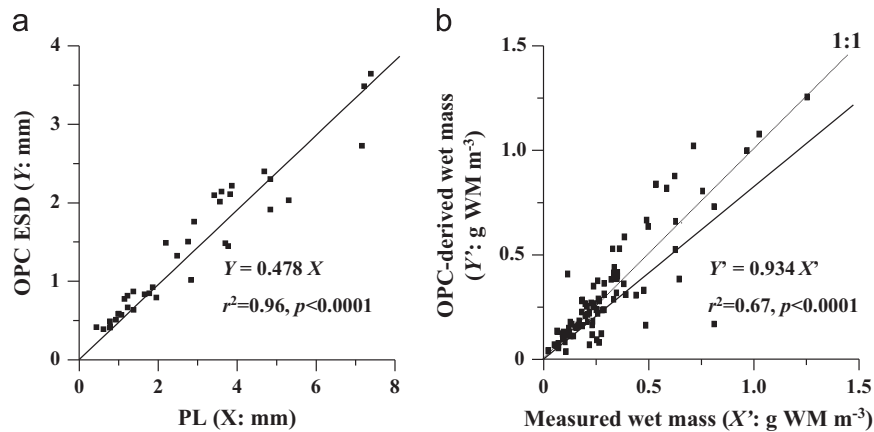 a
OPC ESD (Y: mm)
4
3
2
1
0
0 2 4 6 8
PL (X: mm)
Y = 0.478 X
r²=0.96, p<0.0001
b
OPC-derived wet mass
(Y’: g WM m⁻³)
1.5
1.0
0.5
0
0 0.5 1.0 1.5
Measured wet mass (X’: g WM m⁻³)
1:1
Y’ = 0.934 X’
r²=0.67, p<0.0001